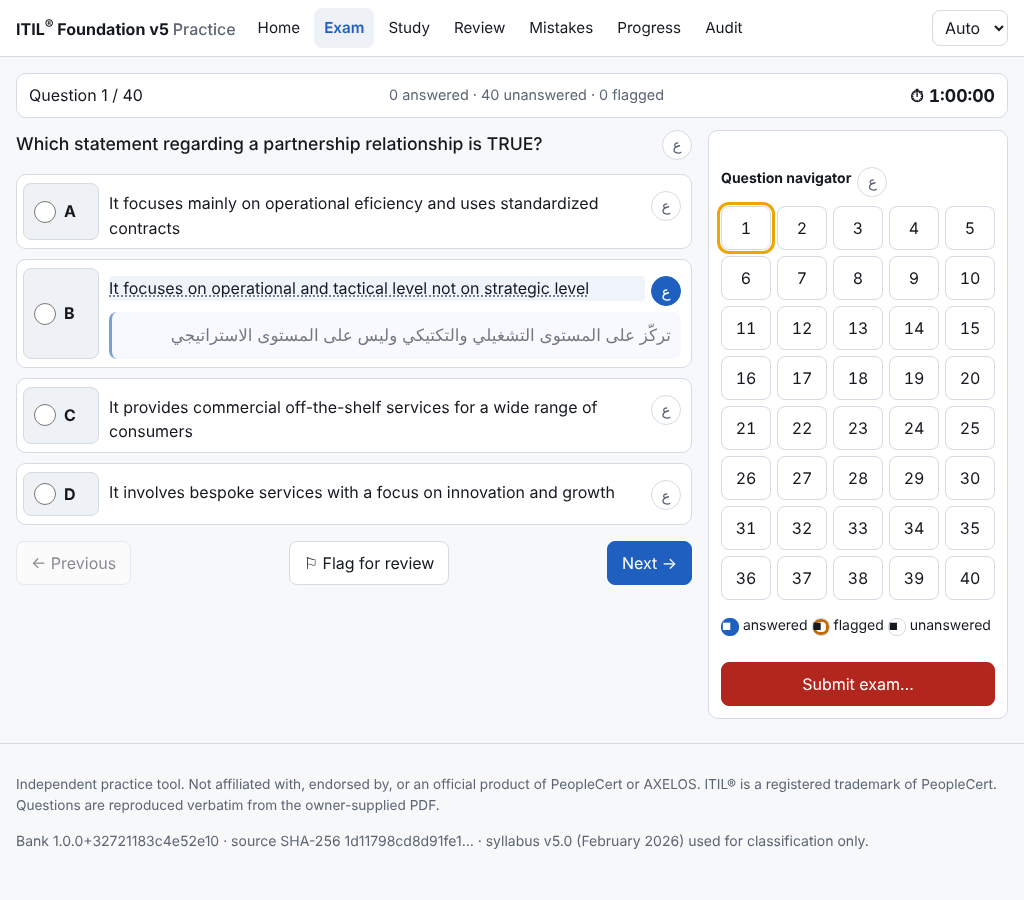 ITIL® Foundation v5 Practice Home Exam Study Review Mistakes Progress Audit Auto
Question 1 / 40 0 answered · 40 unanswered · 0 flagged ⏱ 1:00:00
Which statement regarding a partnership relationship is TRUE? ع
A It focuses mainly on operational eficiency and uses standardized contracts ع
B It focuses on operational and tactical level not on strategic level ع
تركّز على المستوى التشغيلي والتكتيكي وليس على المستوى الاستراتيجي
C It provides commercial off-the-shelf services for a wide range of consumers ع
D It involves bespoke services with a focus on innovation and growth ع
← Previous ⚐ Flag for review Next →
Question navigator ع
1 2 3 4 5
6 7 8 9 10
11 12 13 14 15
16 17 18 19 20
21 22 23 24 25
26 27 28 29 30
31 32 33 34 35
36 37 38 39 40
answered flagged unanswered
Submit exam...
Independent practice tool. Not affiliated with, endorsed by, or an official product of PeopleCert or AXELOS. ITIL® is a registered trademark of PeopleCert.
Questions are reproduced verbatim from the owner-supplied PDF.
Bank 1.0.0+32721183c4e52e10 · source SHA-256 1d11798cd8d91fe1... · syllabus v5.0 (February 2026) used for classification only.